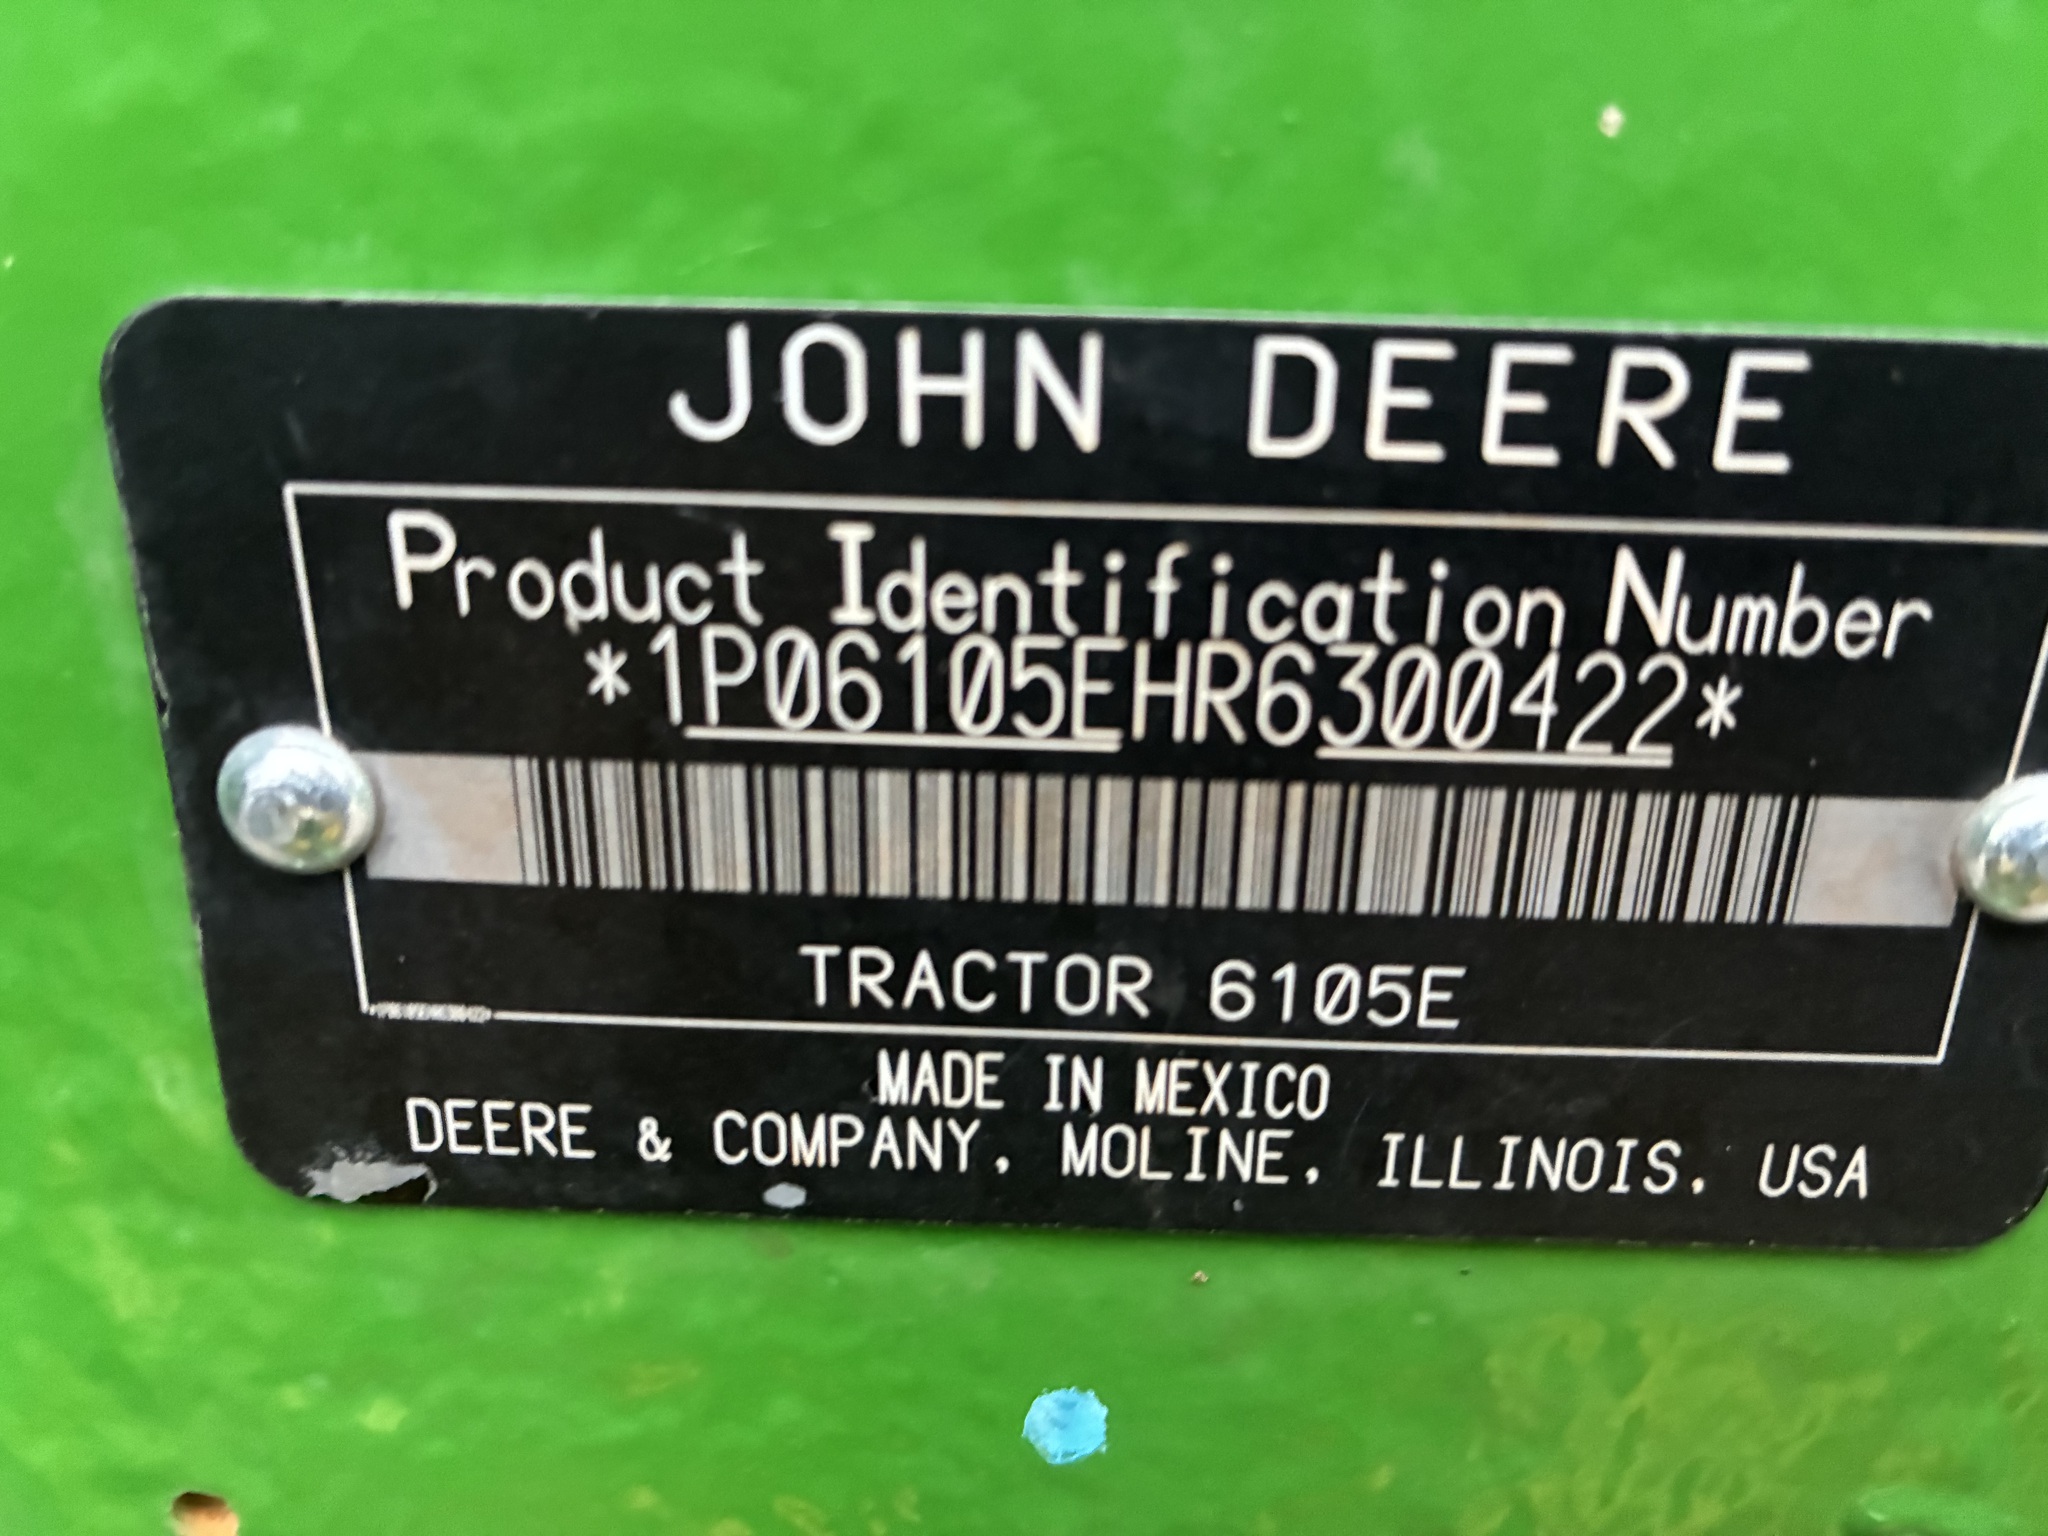 JOHN DEERE
Product Identification Number
*1P06105EHR6300422*
TRACTOR 6105E
MADE IN MEXICO
DEERE & COMPANY, MOLINE, ILLINOIS, USA